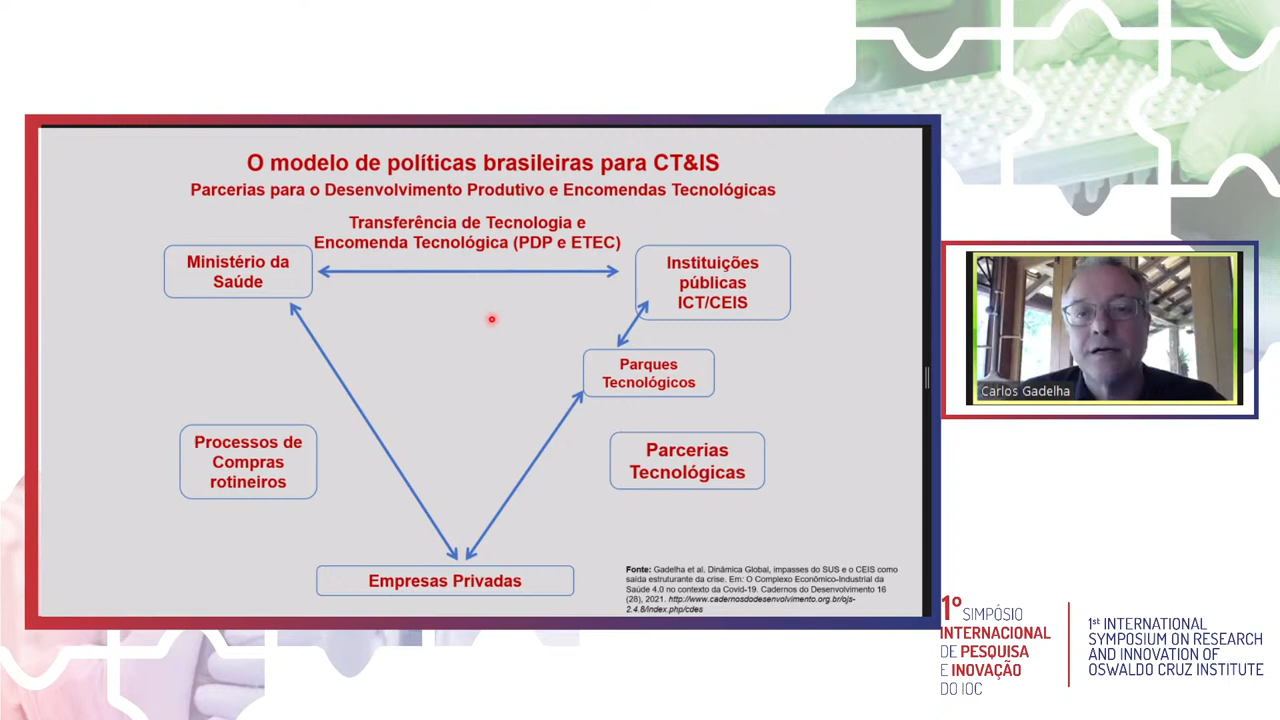 O modelo de políticas brasileiras para CT&IS
Parcerias para o Desenvolvimento Produtivo e Encomendas Tecnológicas
Transferência de Tecnologia e
Encomenda Tecnológica (PDP e ETEC)
Ministério da
Saúde
Instituições
públicas
ICT/CEIS
Parques
Tecnológicos
Processos de
Compras
rotineiros
Parcerias
Tecnológicas
Empresas Privadas
Fonte: Gadelha et al, Dinâmica Global, impasses do SUS e o CEIS como
saída estruturante da crise. Em: O Complexo Econômico-Industrial da
Saúde 4.0 no contexto da Covid-19. Cadernos do Desenvolvimento 16
(28), 2021. http://www.cadernosdodesenvolvimento.org.br/ojs-
2.4.8/index.php/cdes
Carlos Gadelha
1º SIMPÓSIO
INTERNACIONAL
DE PESQUISA
E INOVAÇÃO
DO IOC
1st INTERNATIONAL
SYMPOSIUM ON RESEARCH
AND INNOVATION OF
OSWALDO CRUZ INSTITUTE